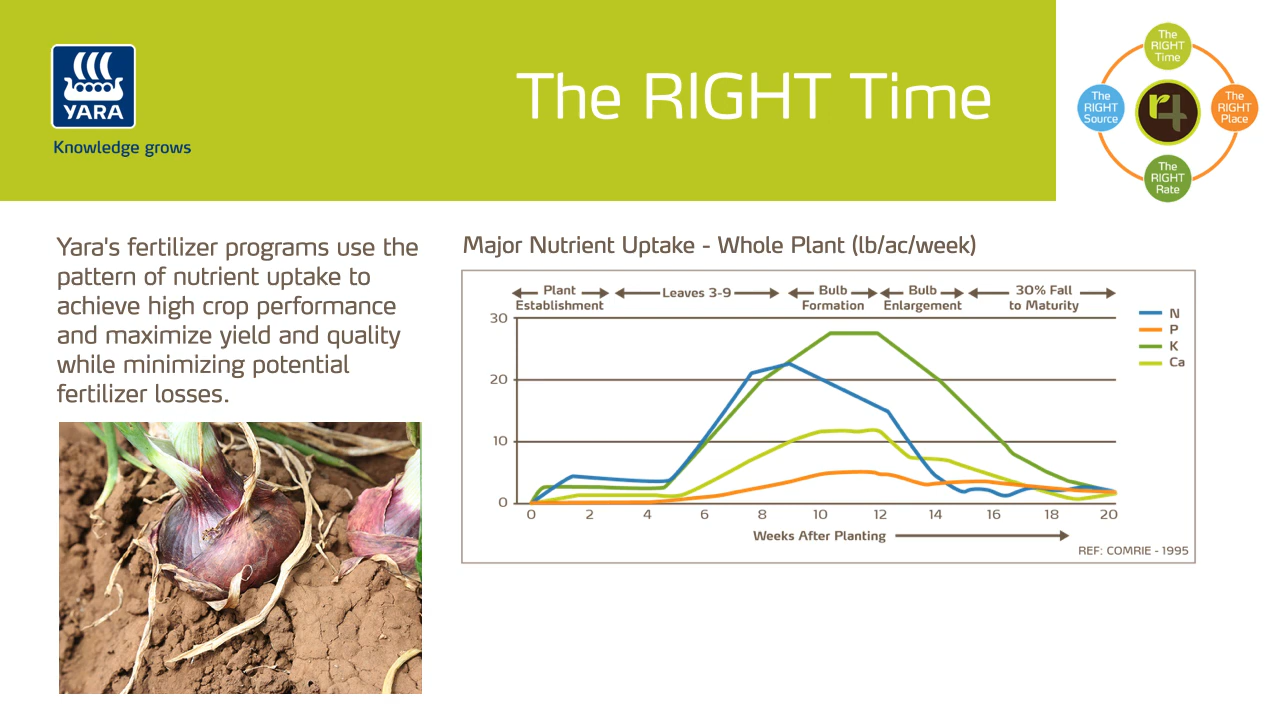 YARA
Knowledge grows
The RIGHT Time
The
RIGHT
Time
The
RIGHT
Source
r4
The
RIGHT
Place
The
RIGHT
Rate
Yara's fertilizer programs use the
pattern of nutrient uptake to
achieve high crop performance
and maximize yield and quality
while minimizing potential
fertilizer losses.
Major Nutrient Uptake - Whole Plant (lb/ac/week)
Plant
Establishment
Leaves 3-9
Bulb
Formation
Bulb
Enlargement
30% Fall
to Maturity
30
20
10
0
N
P
K
Ca
0 2 4 6 8 10 12 14 16 18 20
Weeks After Planting
REF: COMRIE - 1995